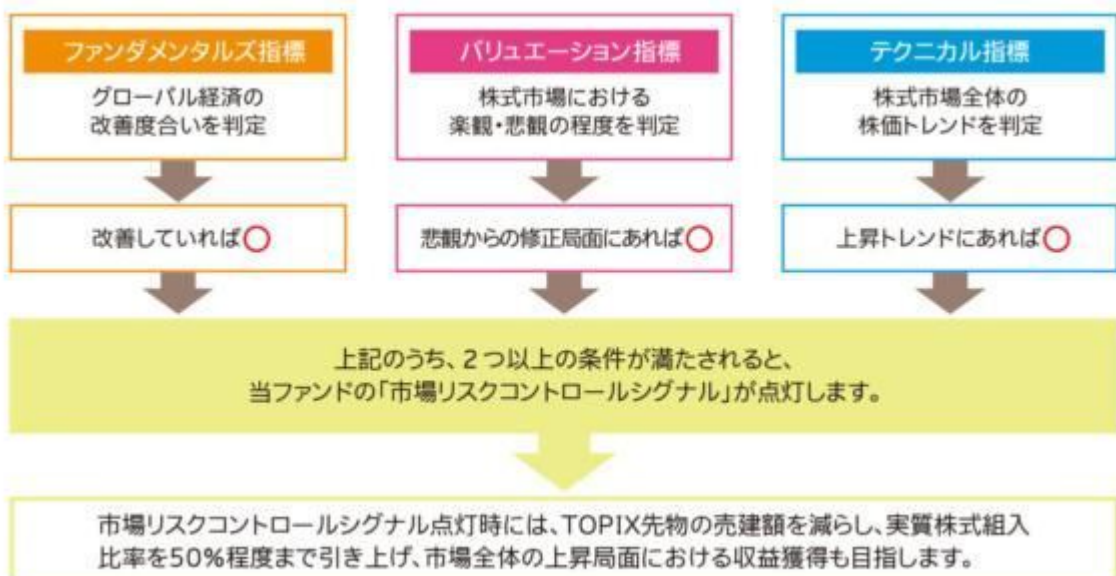 ファンダメンタルズ指標
グローバル経済の
改善度合いを判定
バリュエーション指標
株式市場における
楽観・悲観の程度を判定
テクニカル指標
株式市場全体の
株価トレンドを判定
改善していれば○
悲観からの修正局面にあれば○
上昇トレンドにあれば○
上記のうち、2つ以上の条件が満たされると、
当ファンドの「市場リスクコントロールシグナル」が点灯します。
市場リスクコントロールシグナル点灯時には、TOPIX先物の売建額を減らし、実質株式組入
比率を50%程度まで引き上げ、市場全体の上昇局面における収益獲得も目指します。